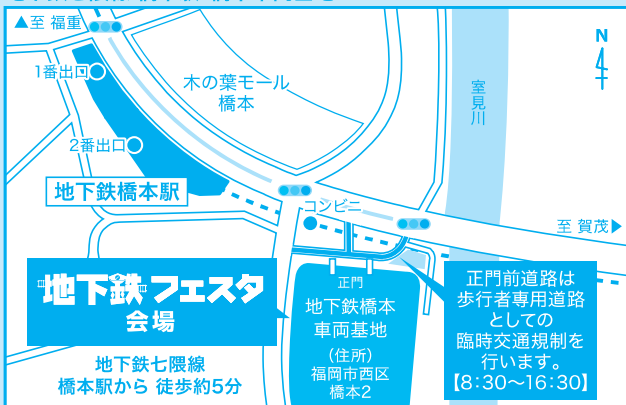 ▲至 福重
N
1番出口
木の葉モール
橋本
室見川
2番出口
地下鉄橋本駅
コンビニ
至 賀茂▶
地下鉄フェスタ
会場
正門
地下鉄橋本
車両基地
(住所)
福岡市西区
橋本2
正門前道路は
歩行者専用道路
としての
臨時交通規制を
行います。
【8:30〜16:30】
地下鉄七隈線
橋本駅から 徒歩約5分